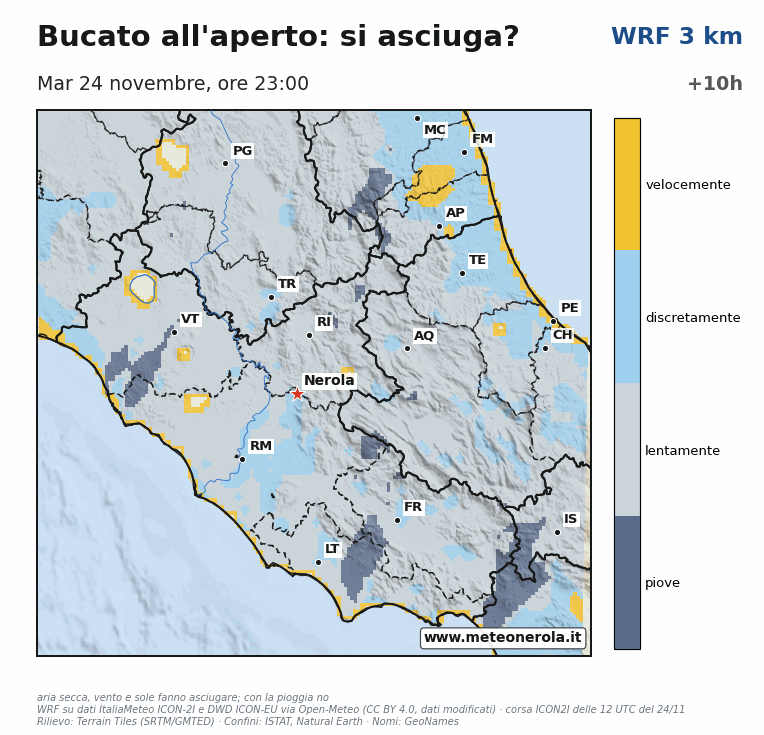 Bucato all'aperto: si asciuga?
WRF 3 km
Mar 24 novembre, ore 23:00
+10h
MC
FM
PG
AP
TE
TR
PE
VT
RI
AQ
CH
Nerola
RM
FR
IS
LT
velocemente
discretamente
lentamente
piove
www.meteonerola.it
aria secca, vento e sole fanno asciugare; con la pioggia no
WRF su dati ItaliaMeteo ICON-2I e DWD ICON-EU via Open-Meteo (CC BY 4.0, dati modificati) · corsa ICON2I delle 12 UTC del 24/11
Rilievo: Terrain Tiles (SRTM/GMTED) · Confini: ISTAT, Natural Earth · Nomi: GeoNames